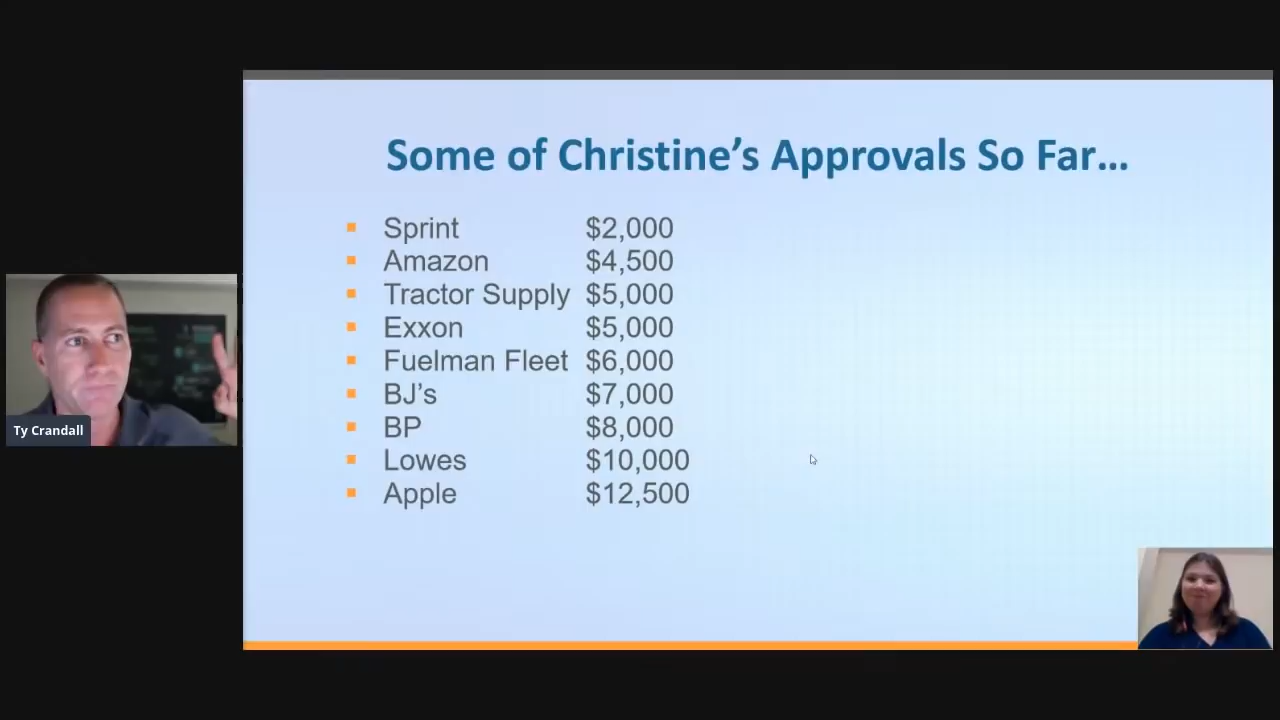 Some of Christine’s Approvals So Far…
Sprint $2,000
Amazon $4,500
Tractor Supply $5,000
Exxon $5,000
Fuelman Fleet $6,000
BJ’s $7,000
BP $8,000
Lowes $10,000
Apple $12,500
Ty Crandall